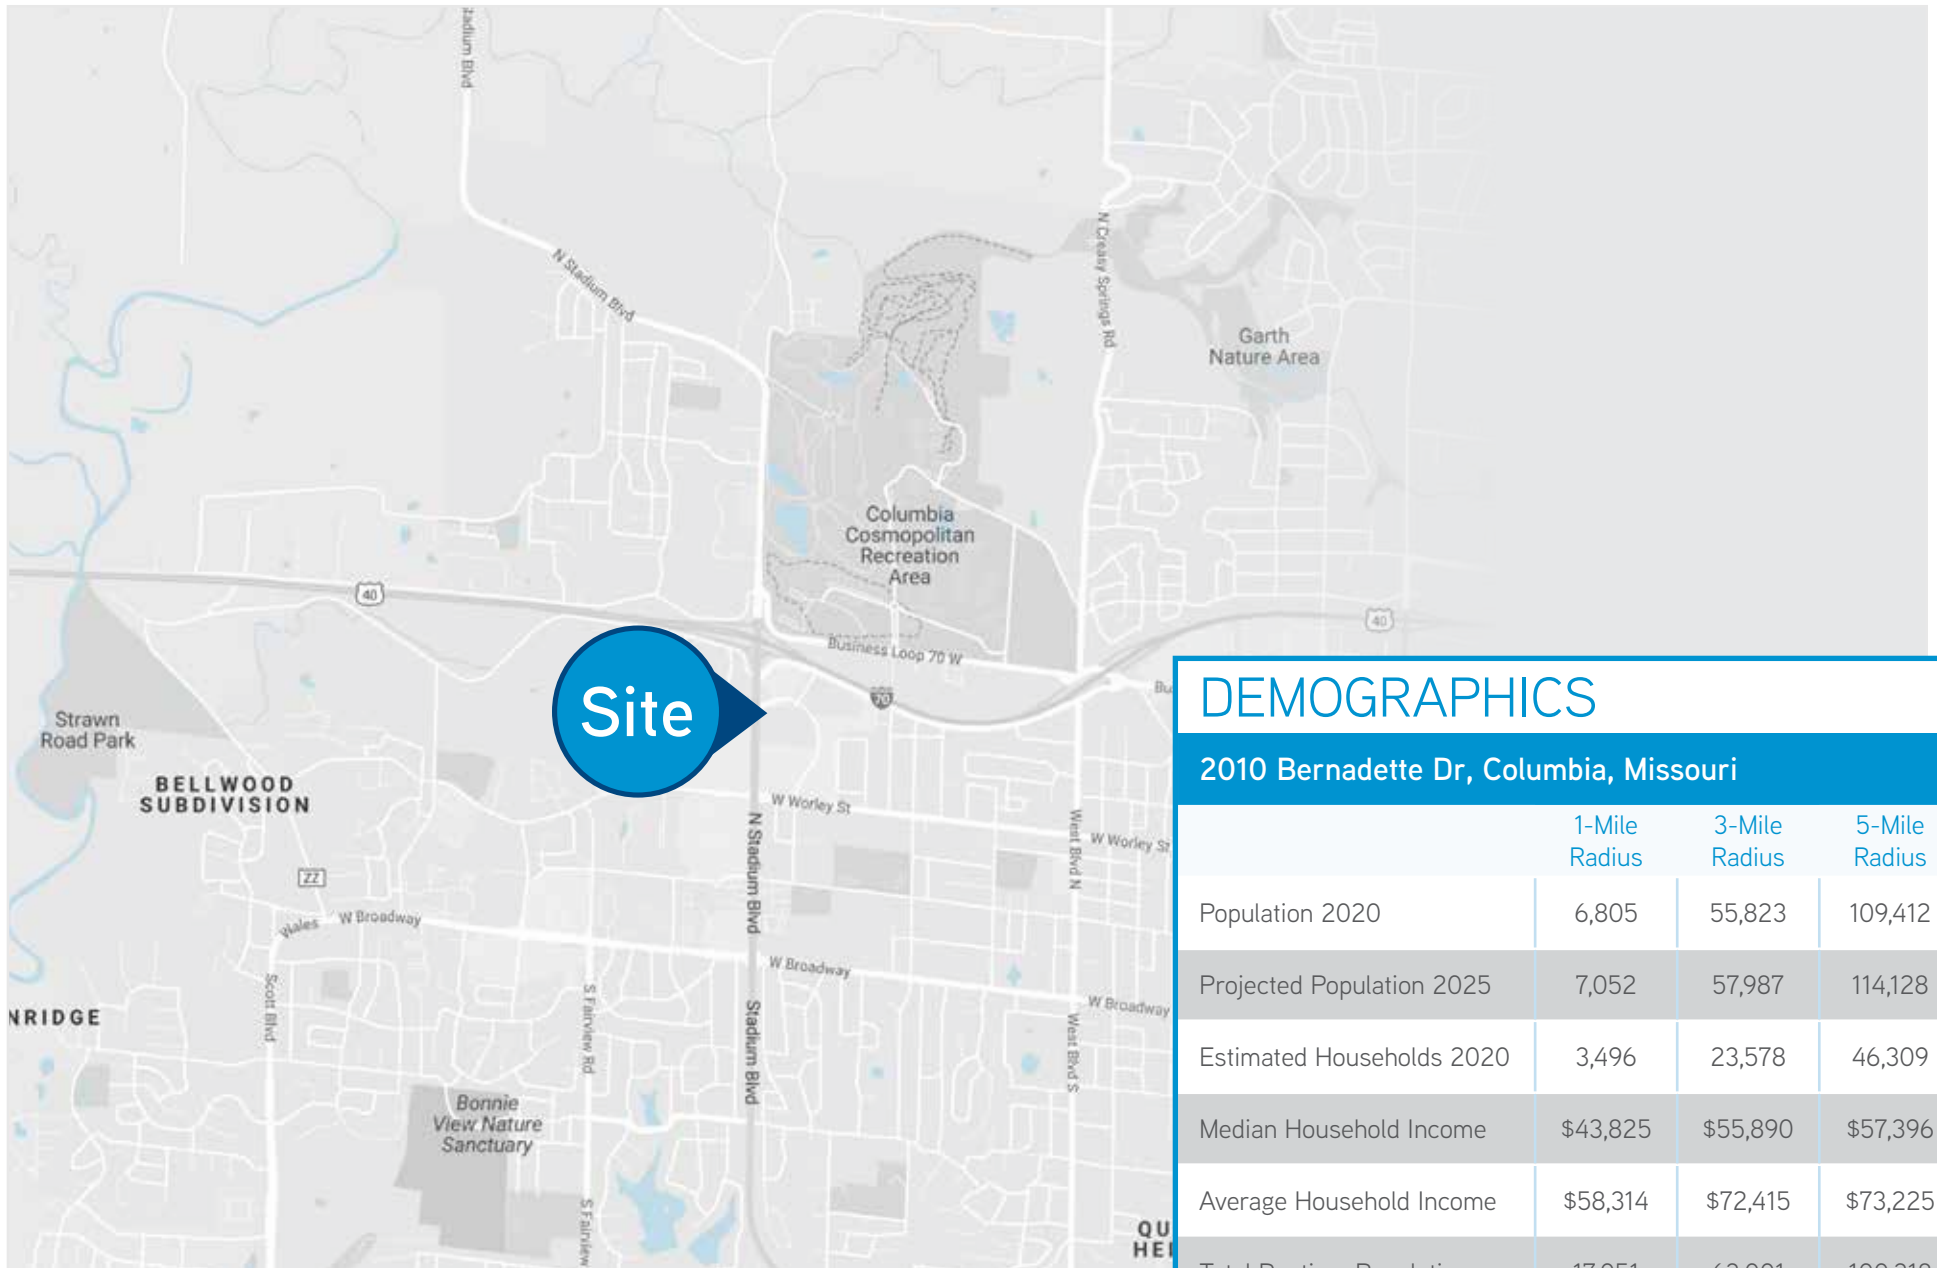 Stadium Blvd
N Stadium Blvd
N Creasy Springs Rd
Garth
Nature Area
Columbia
Cosmopolitan
Recreation
Area
40
40
Business Loop 70 W
70
Bu
Site
Strawn
Road Park
BELLWOOD
SUBDIVISION
W Worley St
W Worley St
N Stadium Blvd
West Blvd N
ZZ
W Broadway
W Broadway
W Broadway
Scott Blvd
S Fairview Rd
Stadium Blvd
West Blvd S
NRIDGE
Bonnie
View Nature
Sanctuary
S Fairview
QU
HEI
DEMOGRAPHICS
2010 Bernadette Dr, Columbia, Missouri
1-Mile Radius 3-Mile Radius 5-Mile Radius
Population 2020 6,805 55,823 109,412
Projected Population 2025 7,052 57,987 114,128
Estimated Households 2020 3,496 23,578 46,309
Median Household Income $43,825 $55,890 $57,396
Average Household Income $58,314 $72,415 $73,225